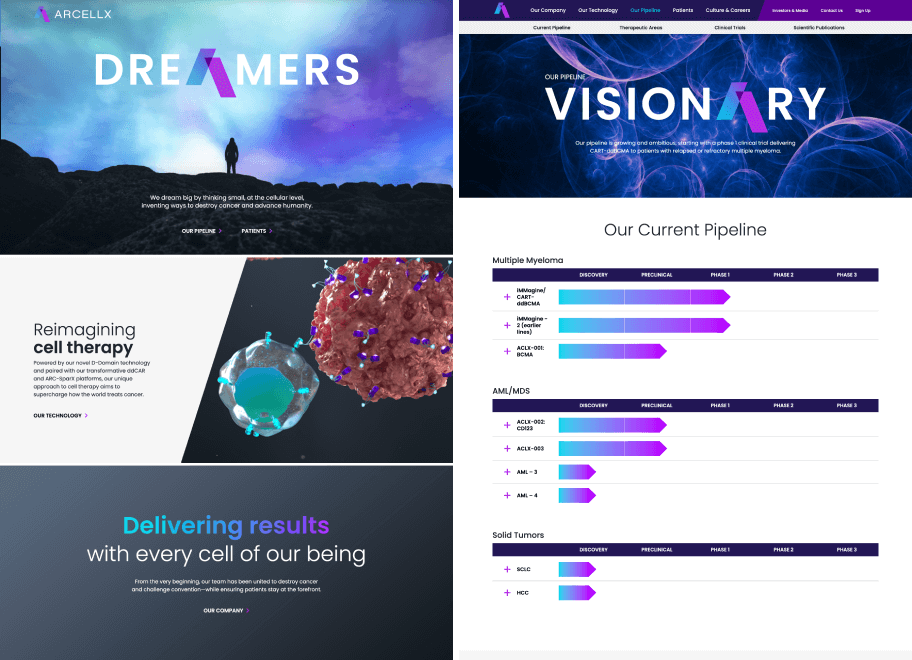 ARCELLX
DREAMERS
We dream big by thinking small, at the cellular level,
inventing ways to destroy cancer and advance humanity.
OUR PIPELINE
PATIENTS
Reimagining
cell therapy
Powered by our novel D-Domain technology
and paired with our transformative ddCAR
and ARC-SparX platforms, our unique
approach to cell therapy aims to
supercharge how the world treats cancer.
OUR TECHNOLOGY
Delivering results
with every cell of our being
From the very beginning, our team has been united to destroy cancer
and challenge convention—while ensuring patients stay at the forefront.
OUR COMPANY
Our Company Our Technology Our Pipeline Patients Culture & Careers Investors & Media Contact Us Sign Up
Current Pipeline Therapeutic Areas Clinical Trials Scientific Publications
OUR PIPELINE
VISIONARY
Our pipeline is growing and ambitious, starting with a phase 1 clinical trial delivering
CART-ddBCMA to patients with relapsed or refractory multiple myeloma.
Our Current Pipeline
Multiple Myeloma
DISCOVERY PRECLINICAL PHASE 1 PHASE 2 PHASE 3
iMMagine/
CART-
ddBCMA
iMMagine -
2 (earlier
lines)
ACLX-001:
BCMA
AML/MDS
DISCOVERY PRECLINICAL PHASE 1 PHASE 2 PHASE 3
ACLX-002:
CD123
ACLX-003
AML – 3
AML – 4
Solid Tumors
DISCOVERY PRECLINICAL PHASE 1 PHASE 2 PHASE 3
SCLC
HCC